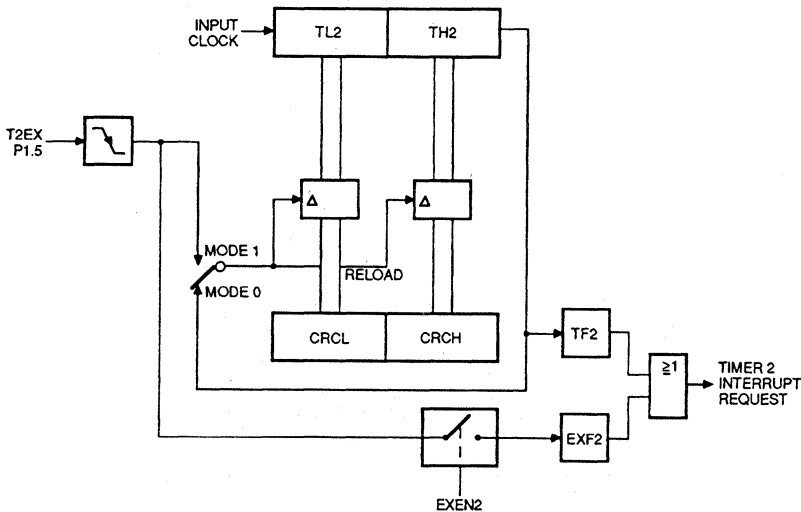 INPUT
CLOCK
TL2
TH2
T2EX
P1.5
Δ
Δ
MODE 1
RELOAD
MODE 0
CRCL
CRCH
TF2
≥1
TIMER 2
INTERRUPT
REQUEST
EXF2
EXEN2